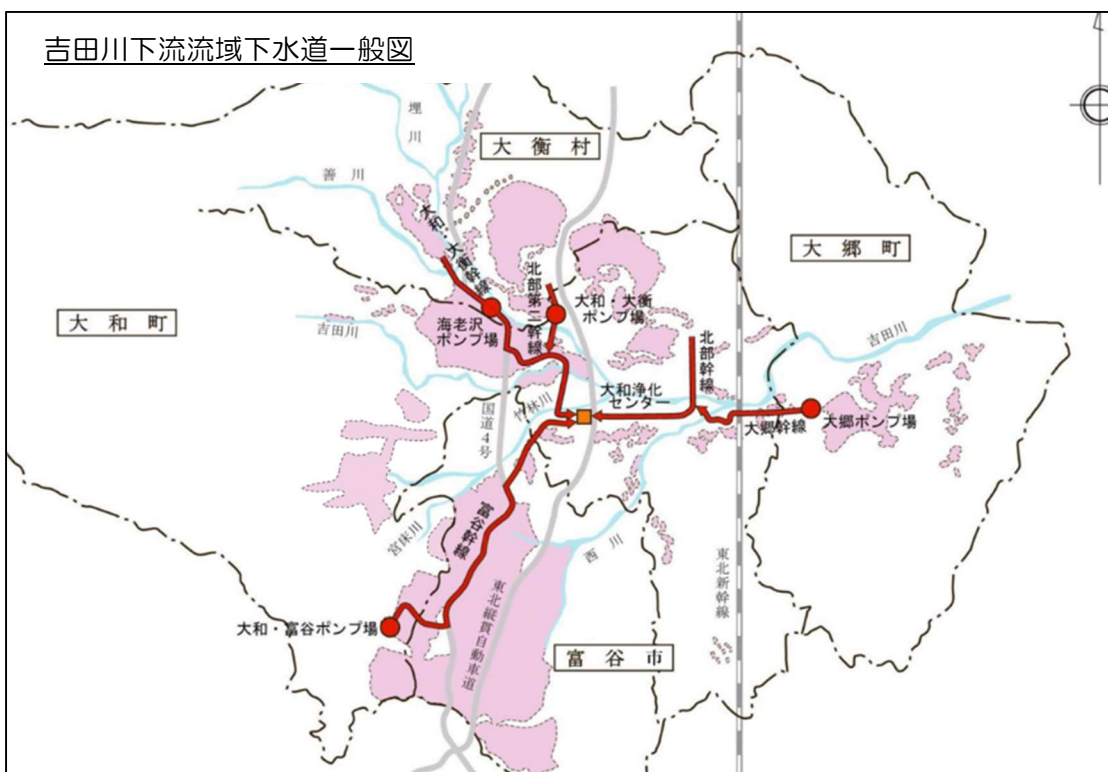 吉田川下流流域下水道一般図
埋川
大衡村
善川
大和・大衡幹線
北部第二幹線
大郷町
大和町
海老沢
ポンプ場
大和・大衡
ポンプ場
吉田川
吉田川
北部幹線
大和浄化
センター
竹林川
国道4号
大郷幹線
大郷ポンプ場
富谷幹線
宮床川
西川
東北新幹線
東北縦貫自動車道
大和・富谷ポンプ場
富谷市